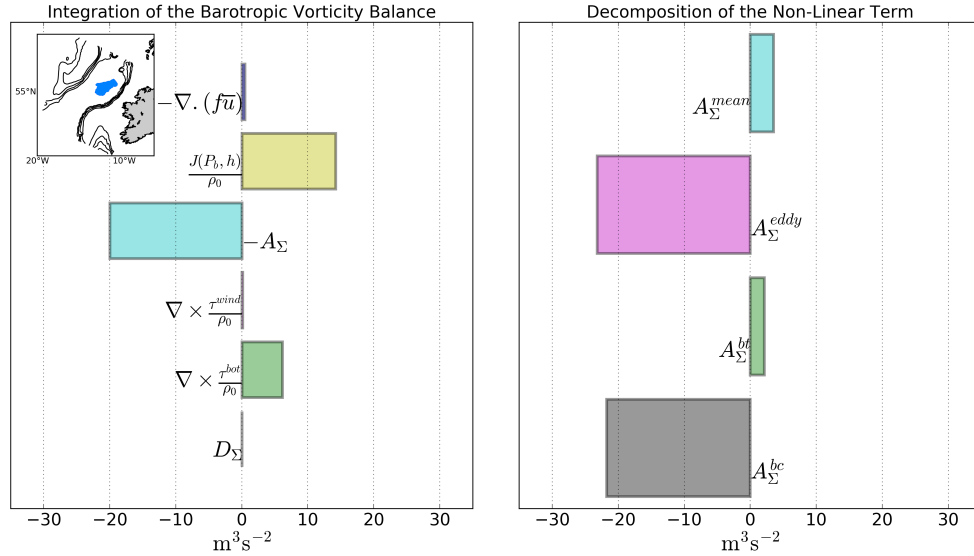 Integration of the Barotropic Vorticity Balance
55°N
20°W 10°W
−∇. (fu̅)
J(P_b, h)/ρ_0
−A_Σ
∇ × τ^{wind}/ρ_0
∇ × τ^{bot}/ρ_0
D_Σ
−30 −20 −10 0 10 20 30
m³s⁻²
Decomposition of the Non-Linear Term
A_Σ^{mean}
A_Σ^{eddy}
A_Σ^{bt}
A_Σ^{bc}
−30 −20 −10 0 10 20 30
m³s⁻²